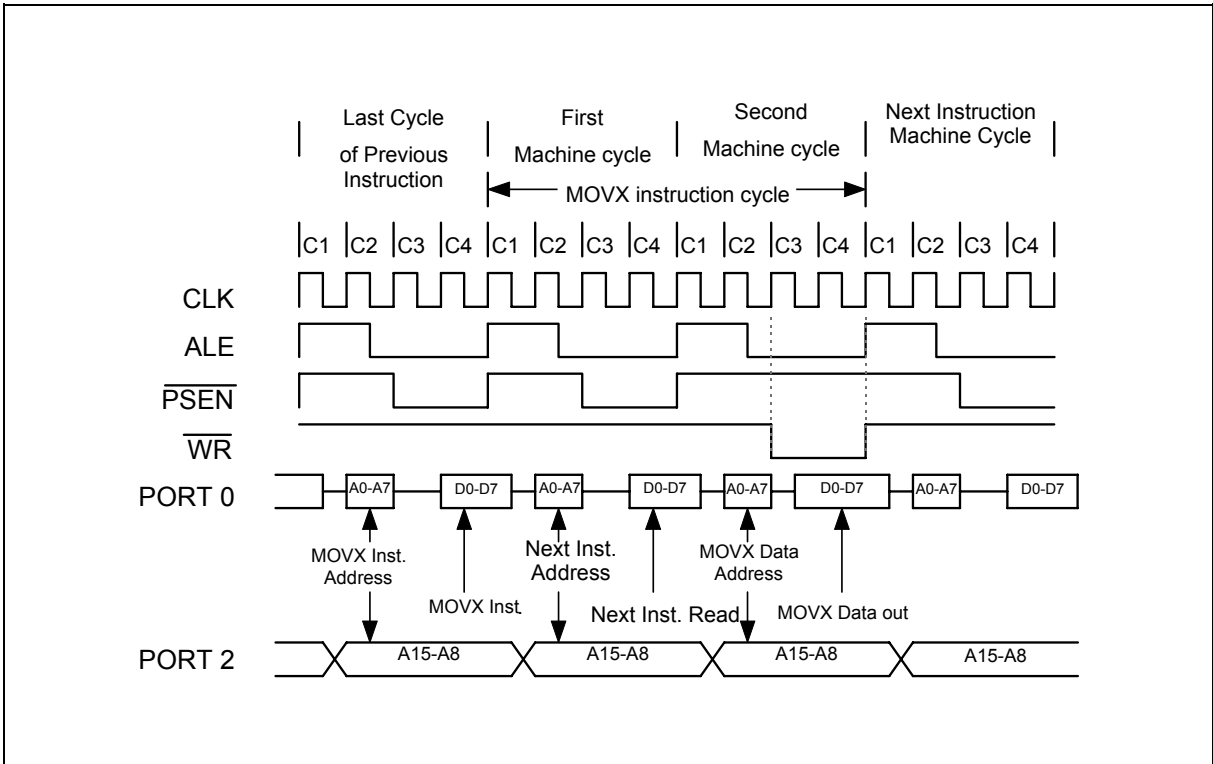 Last Cycle
of Previous
Instruction
First
Machine cycle
Second
Machine cycle
Next Instruction
Machine Cycle
MOVX instruction cycle
C1 C2 C3 C4 C1 C2 C3 C4 C1 C2 C3 C4 C1 C2 C3 C4
CLK
ALE
PSEN
WR
PORT 0
A0-A7 D0-D7 A0-A7 D0-D7 A0-A7 D0-D7 A0-A7 D0-D7
MOVX Inst.
Address
MOVX Inst.
Next Inst.
Address
Next Inst. Read
MOVX Data
Address
MOVX Data out
PORT 2
A15-A8 A15-A8 A15-A8 A15-A8